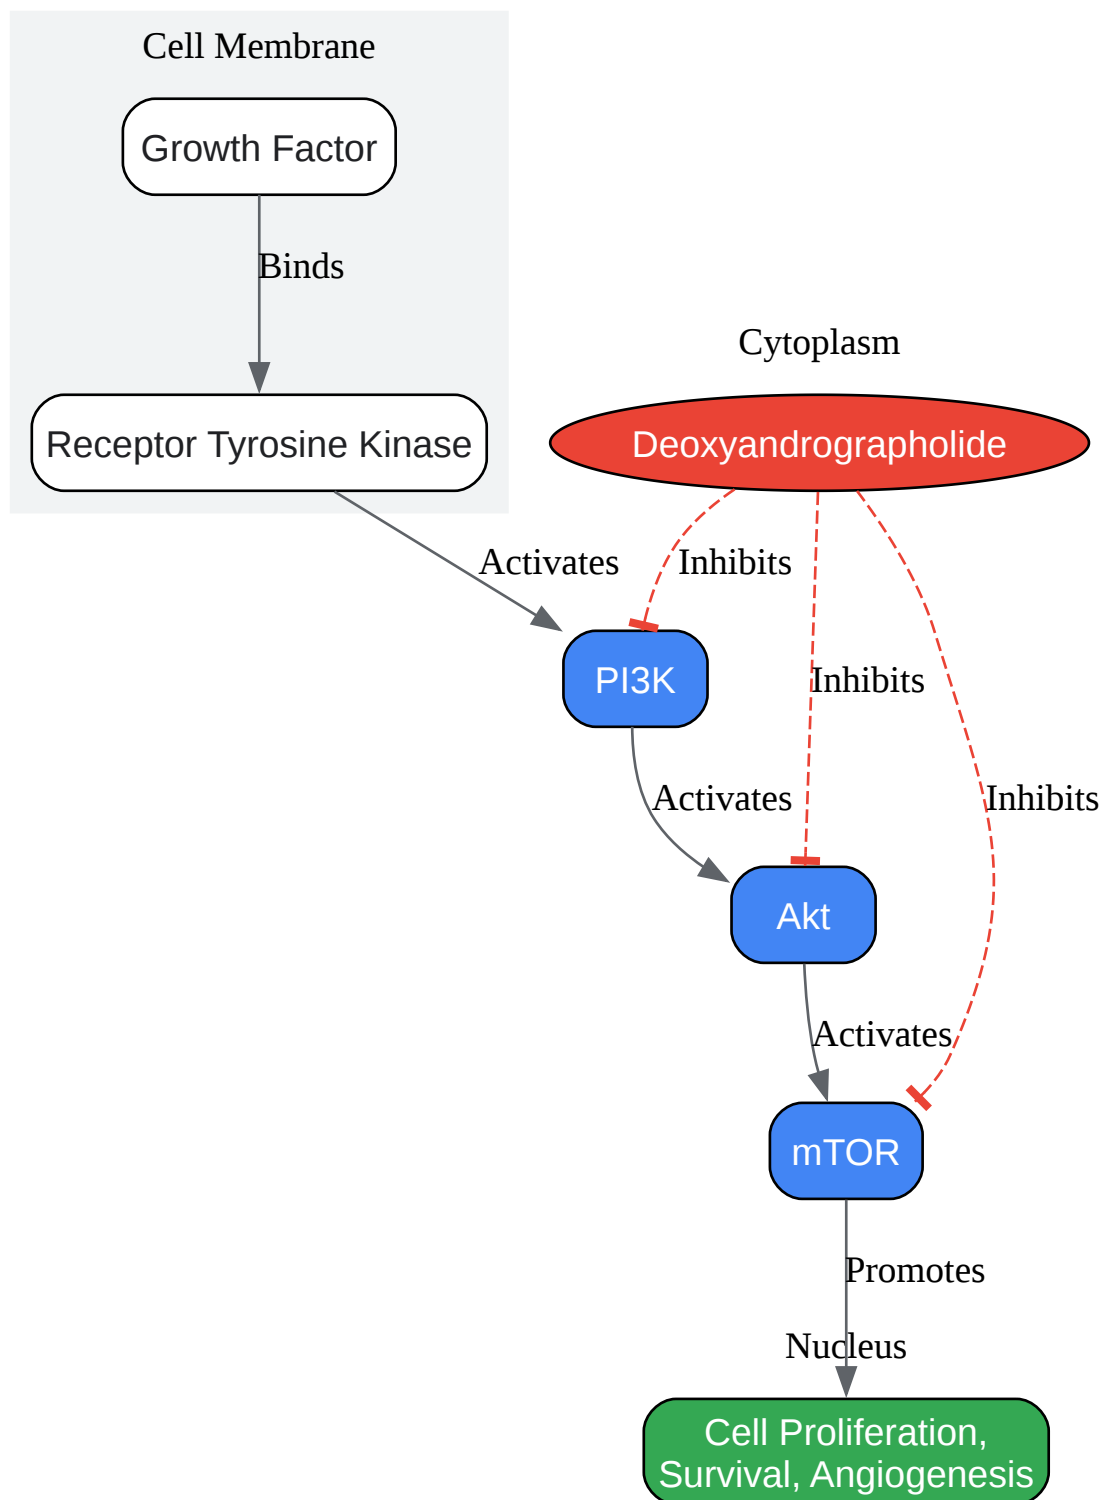 Cell Membrane
Growth Factor
Binds
Cytoplasm
Receptor Tyrosine Kinase
Deoxyandrographolide
Activates
Inhibits
PI3K
Inhibits
Activates
Inhibits
Akt
Activates
mTOR
Promotes
Nucleus
Cell Proliferation,
Survival, Angiogenesis